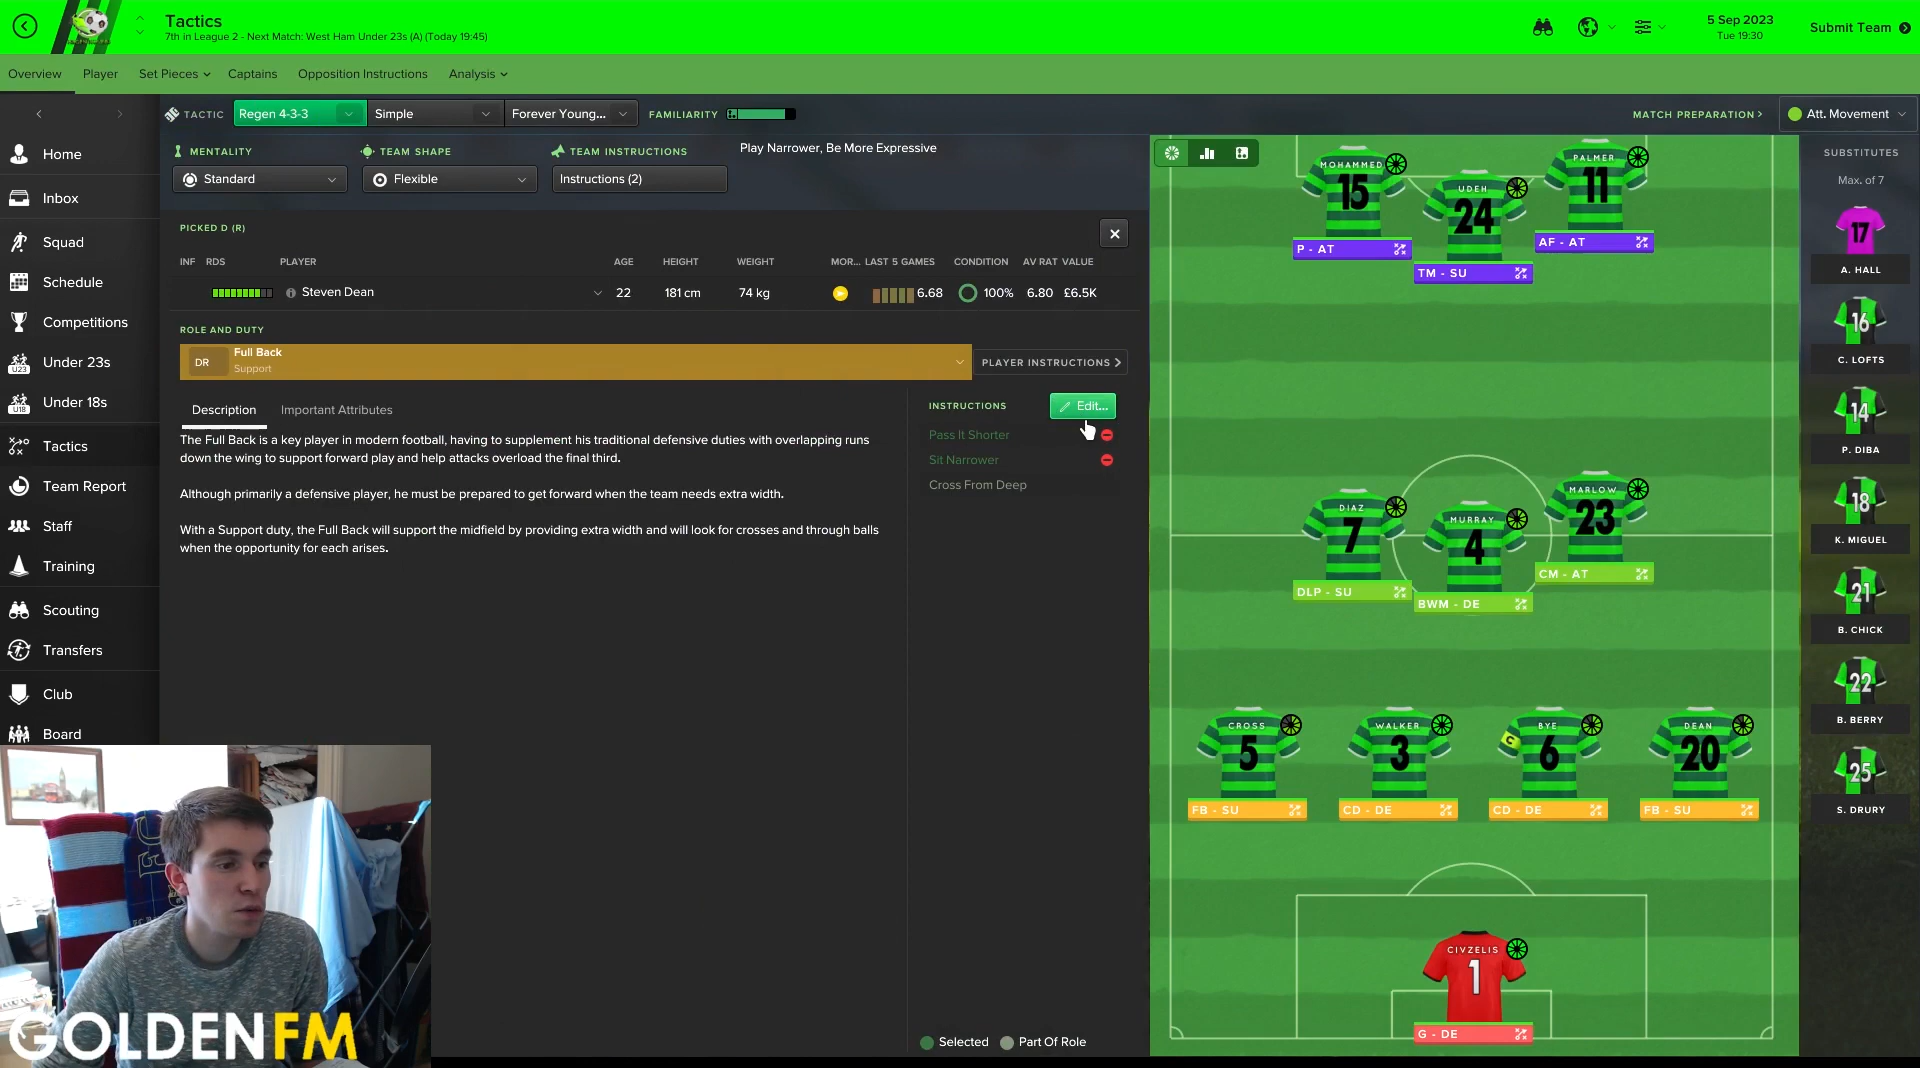 Tactics
7th in League 2 - Next Match: West Ham Under 23s (A) (Today 19:45)
5 Sep 2023
Tue 19:30
Submit Team
Overview
Player
Set Pieces
Captains
Opposition Instructions
Analysis
TACTIC
Regen 4-3-3
Simple
Forever Young...
FAMILIARITY
MATCH PREPARATION
Att. Movement
MENTALITY
Standard
TEAM SHAPE
Flexible
TEAM INSTRUCTIONS
Instructions (2)
Play Narrower, Be More Expressive
Home
Inbox
Squad
Schedule
Competitions
Under 23s
U23
Under 18s
U18
Tactics
Team Report
Staff
Training
Scouting
Transfers
Club
Board
PICKED D (R)
INF RDS PLAYER AGE HEIGHT WEIGHT MOR... LAST 5 GAMES CONDITION AV RAT VALUE
Steven Dean 22 181 cm 74 kg 6.68 100% 6.80 £6.5K
ROLE AND DUTY
DR
Full Back
Support
PLAYER INSTRUCTIONS
Description
Important Attributes
The Full Back is a key player in modern football, having to supplement his traditional defensive duties with overlapping runs
down the wing to support forward play and help attacks overload the final third.
Although primarily a defensive player, he must be prepared to get forward when the team needs extra width.
With a Support duty, the Full Back will support the midfield by providing extra width and will look for crosses and through balls
when the opportunity for each arises.
INSTRUCTIONS
Edit...
Pass It Shorter
Sit Narrower
Cross From Deep
Selected
Part Of Role
MOHAMMED
15
P - AT
UDEH
24
TM - SU
PALMER
11
AF - AT
DIAZ
7
DLP - SU
MURRAY
4
BWM - DE
MARLOW
23
CM - AT
CROSS
5
FB - SU
WALKER
3
CD - DE
BYE
C
6
CD - DE
DEAN
20
FB - SU
CIVZELIS
1
G - DE
SUBSTITUTES
Max. of 7
17
A. HALL
16
C. LOFTS
14
P. DIBA
18
K. MIGUEL
21
B. CHICK
22
B. BERRY
25
S. DRURY
GOLDENFM